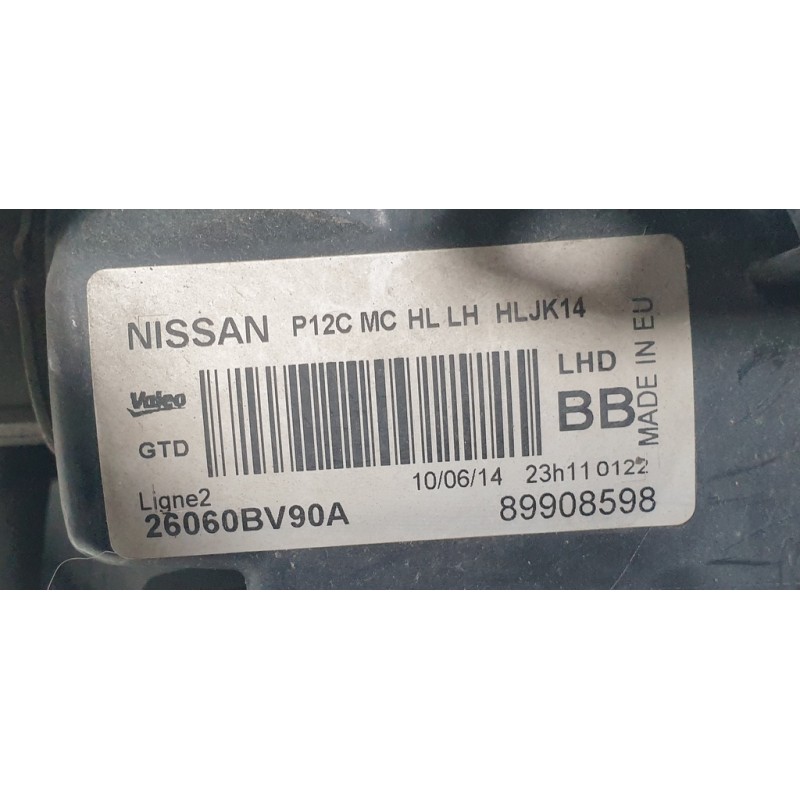 NISSAN P12C MC HL LH HLJK14
Valeo
LHD
BB
MADE IN EU
GTD
10/06/14 23h11 0122
Ligne2
26060BV90A
89908598